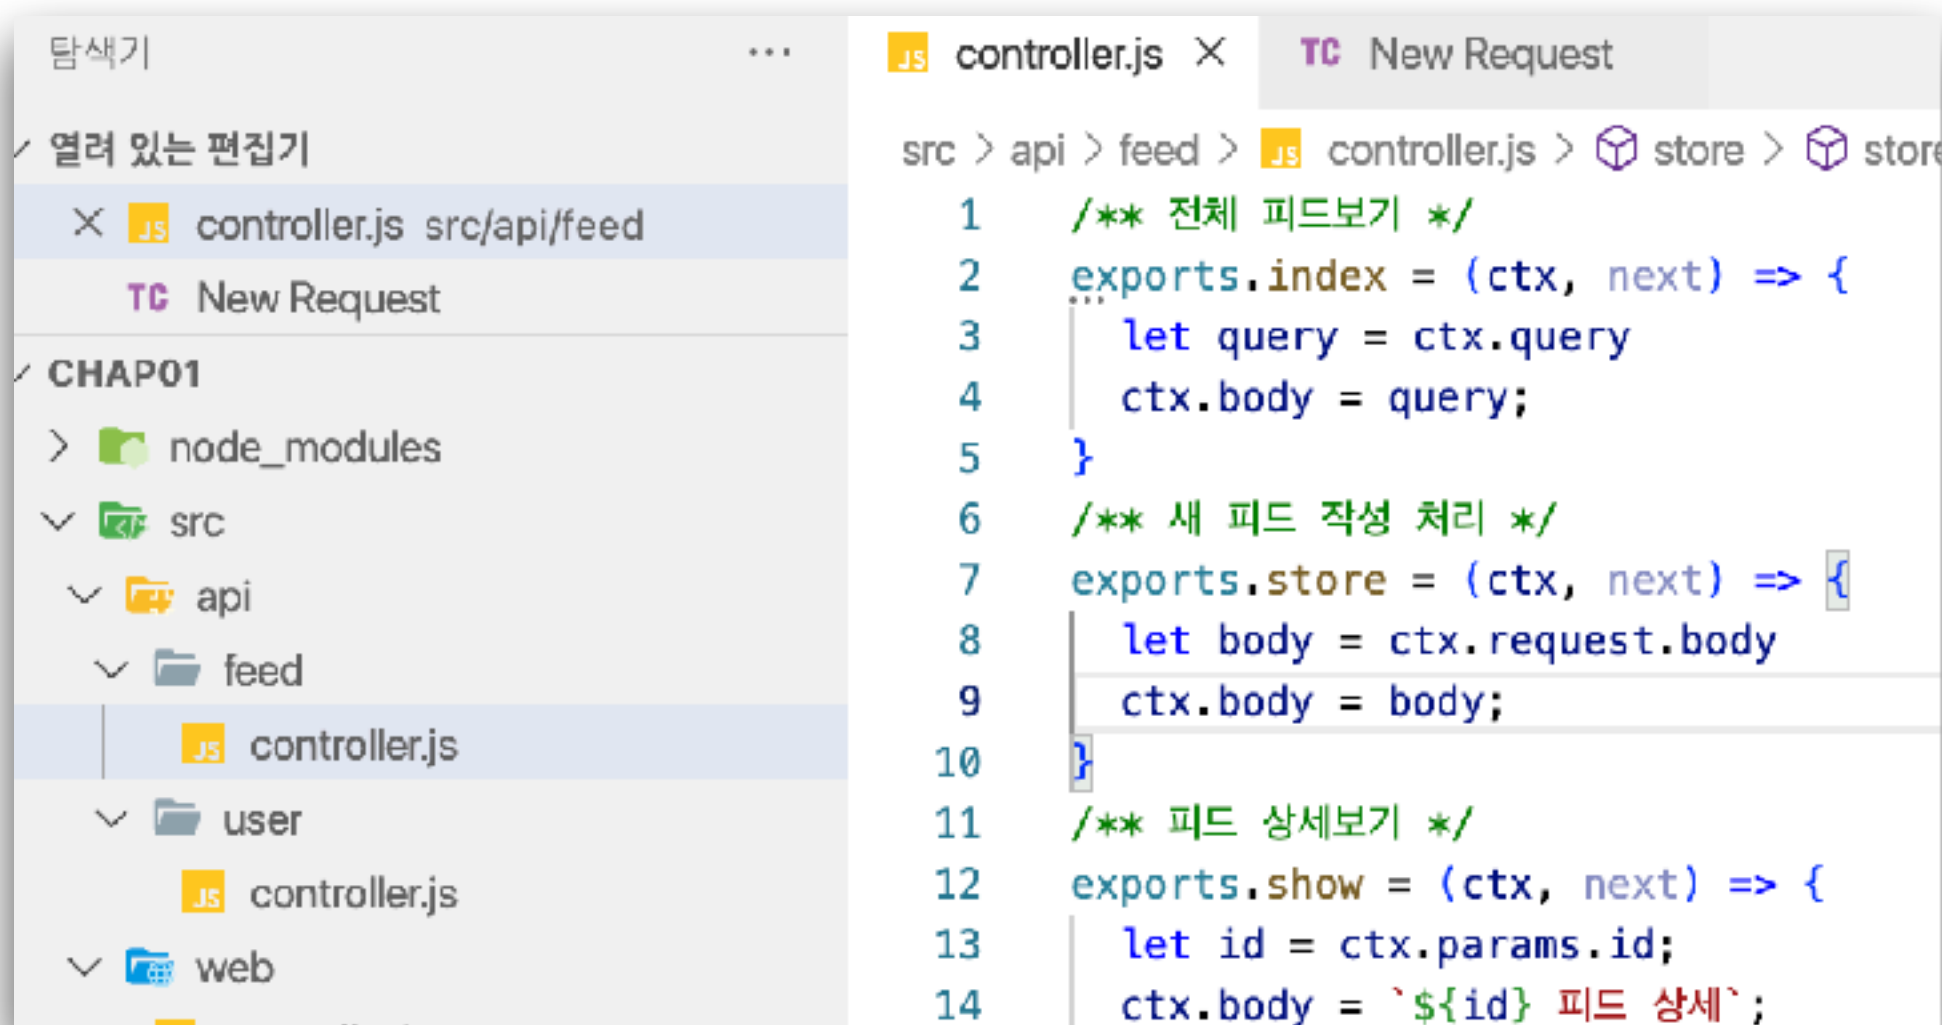 탐색기 ...
열려 있는 편집기
controller.js src/api/feed
TC New Request
CHAP01
node_modules
src
api
feed
JS controller.js
user
JS controller.js
web
JS controller.js TC New Request
src > api > feed > JS controller.js > store >
1 /** 전체 피드보기 */
2 exports.index = (ctx, next) => {
3 let query = ctx.query
4 ctx.body = query;
5 }
6 /** 새 피드 작성 처리 */
7 exports.store = (ctx, next) => {
8 let body = ctx.request.body
9 ctx.body = body;
10 }
11 /** 피드 상세보기 */
12 exports.show = (ctx, next) => {
13 let id = ctx.params.id;
14 ctx.body = `${id} 피드 상세`;